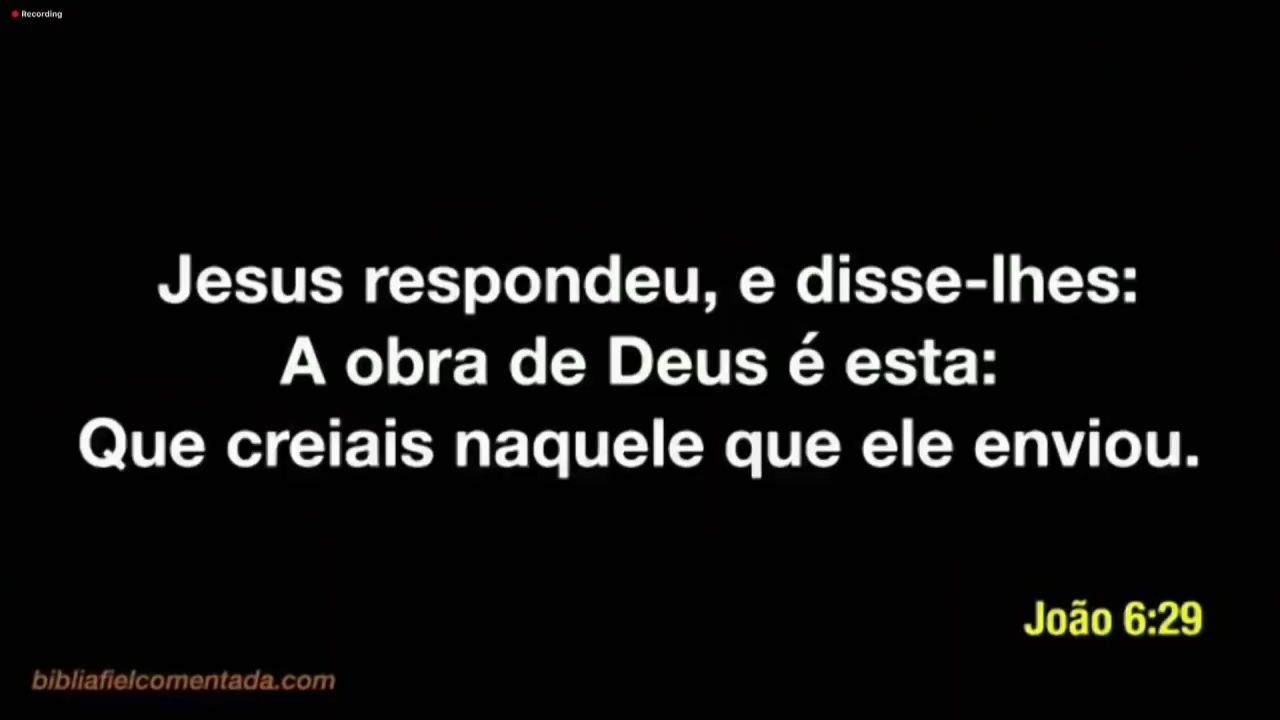 Recording
Jesus respondeu, e disse-lhes:
A obra de Deus é esta:
Que creiais naquele que ele enviou.
João 6:29
bibliafielcomentada.com